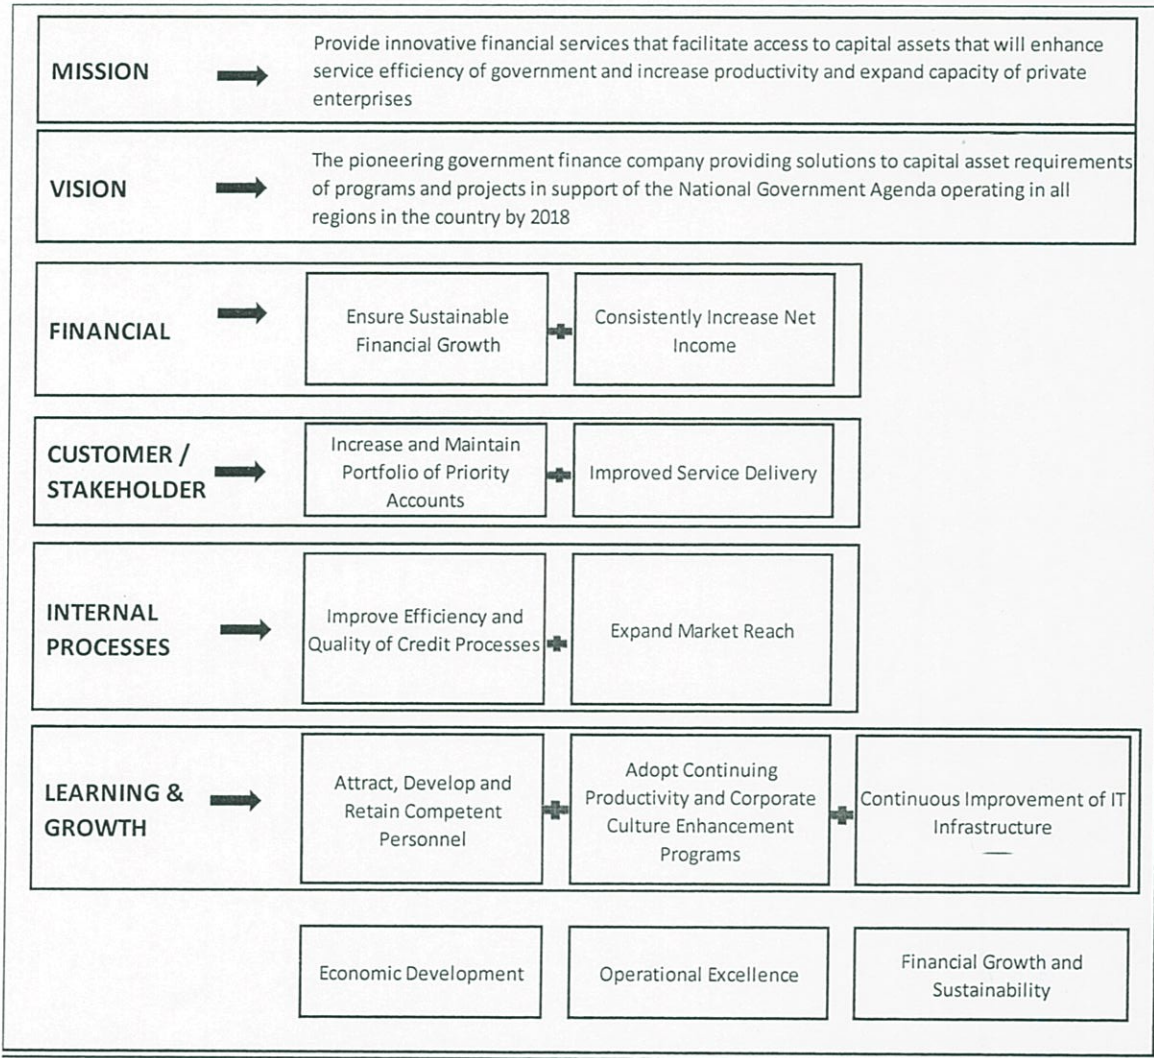 MISSION
Provide innovative financial services that facilitate access to capital assets that will enhance
service efficiency of government and increase productivity and expand capacity of private
enterprises
VISION
The pioneering government finance company providing solutions to capital asset requirements
of programs and projects in support of the National Government Agenda operating in all
regions in the country by 2018
FINANCIAL
Ensure Sustainable
Financial Growth
Consistently Increase Net
Income
CUSTOMER /
STAKEHOLDER
Increase and Maintain
Portfolio of Priority
Accounts
Improved Service Delivery
INTERNAL
PROCESSES
Improve Efficiency and
Quality of Credit Processes
Expand Market Reach
LEARNING &
GROWTH
Attract, Develop and
Retain Competent
Personnel
Adopt Continuing
Productivity and Corporate
Culture Enhancement
Programs
Continuous Improvement of IT
Infrastructure
Economic Development
Operational Excellence
Financial Growth and
Sustainability